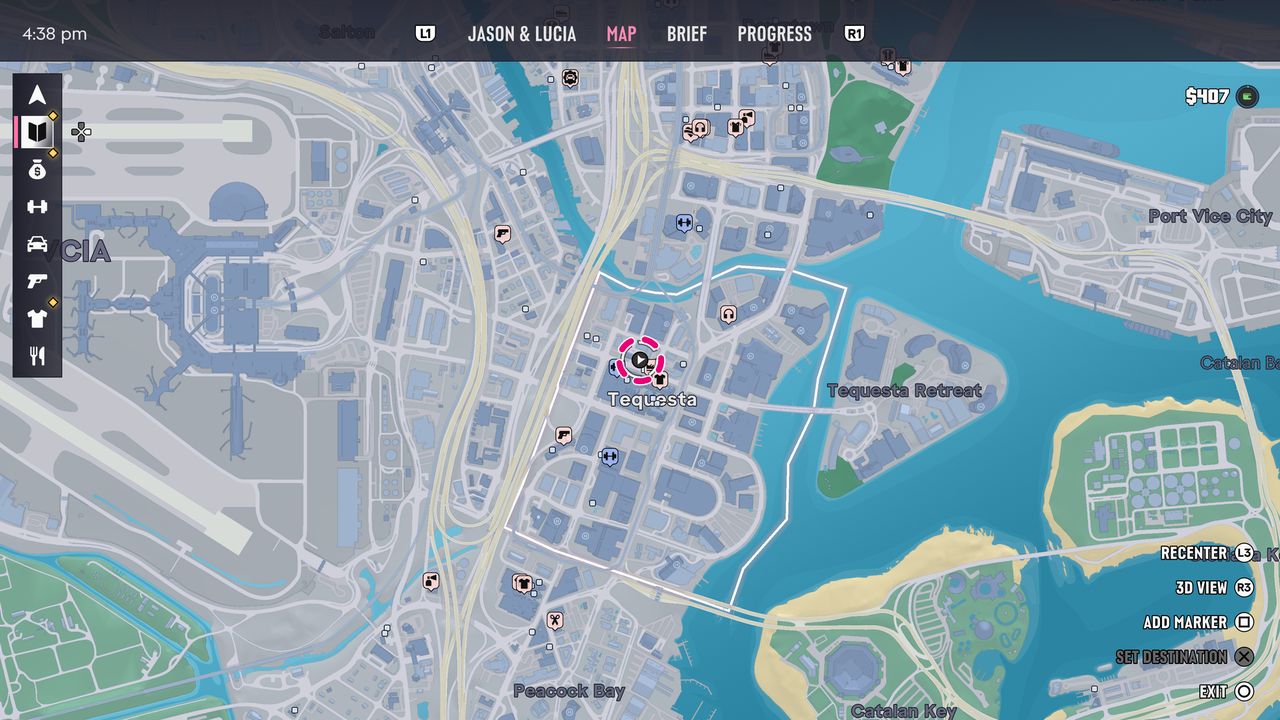 4:38 pm
Salton
L1
JASON & LUCIA
MAP
BRIEF
PROGRESS
R1
$407
Port Vice City
VCIA
Catalan Ba
Tequesta Retreat
Tequesta
RECENTER L3
3D VIEW R3
ADD MARKER
SET DESTINATION
EXIT
Peacock Bay
Catalan Key